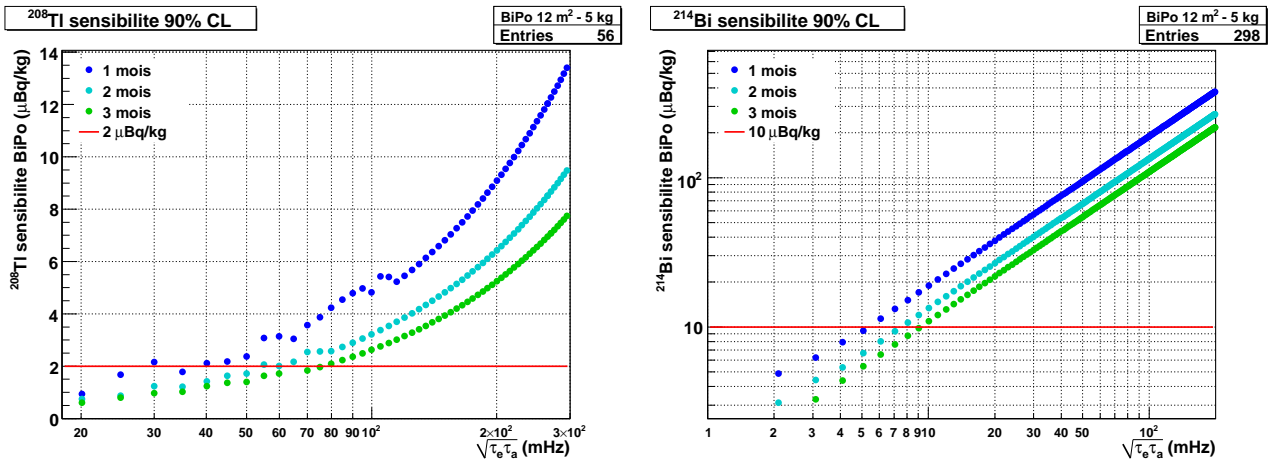 ²⁰⁸Tl sensibilite 90% CL
BiPo 12 m² - 5 kg
Entries 56
²⁰⁸Tl sensibilite BiPo (μBq/kg)
14
12
10
8
6
4
2
0
1 mois
2 mois
3 mois
2 μBq/kg
20 30 40 50 60 70 80 90 10² 2×10² 3×10²
√τₑτₐ (mHz)
²¹⁴Bi sensibilite 90% CL
BiPo 12 m² - 5 kg
Entries 298
²¹⁴Bi sensibilite BiPo (μBq/kg)
10²
10
1 mois
2 mois
3 mois
10 μBq/kg
1 2 3 4 5 6 7 8 9 10 20 30 40 50 10²
√τₑτₐ (mHz)